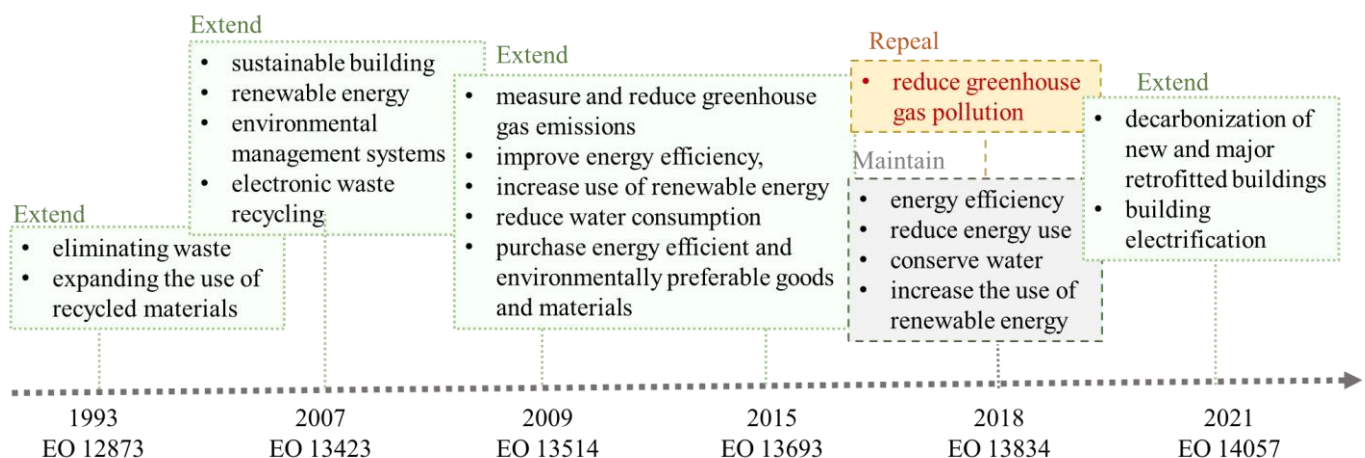 Extend
• eliminating waste
• expanding the use of
recycled materials
Extend
• sustainable building
• renewable energy
• environmental
management systems
• electronic waste
recycling
Extend
• measure and reduce greenhouse
gas emissions
• improve energy efficiency,
• increase use of renewable energy
• reduce water consumption
• purchase energy efficient and
environmentally preferable goods
and materials
Repeal
• reduce greenhouse
gas pollution
Maintain
• energy efficiency
• reduce energy use
• conserve water
• increase the use of
renewable energy
Extend
• decarbonization of
new and major
retrofitted buildings
• building
electrification
1993
EO 12873
2007
EO 13423
2009
EO 13514
2015
EO 13693
2018
EO 13834
2021
EO 14057